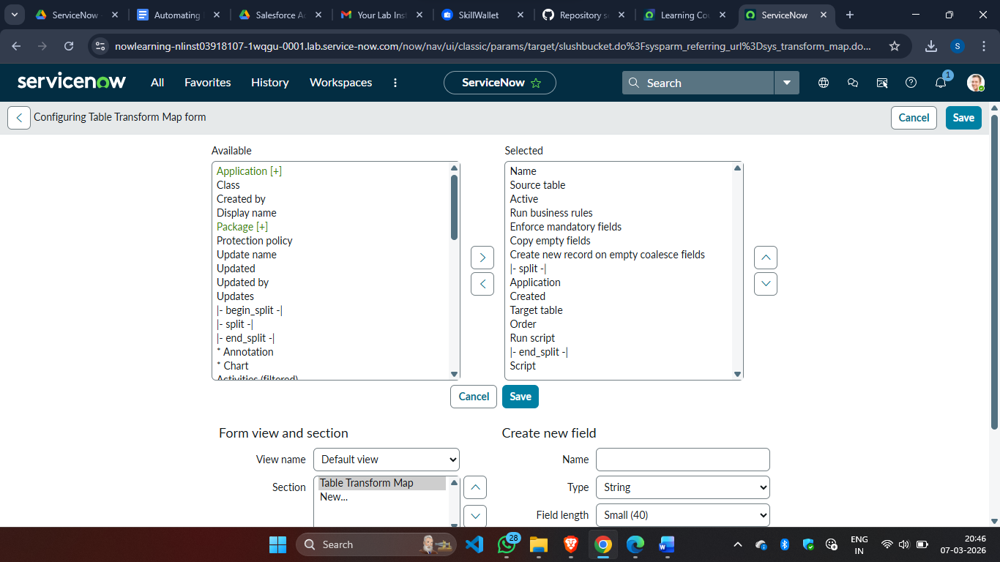 ServiceNow
Automating
Salesforce Ac
Your Lab Inst
SkillWallet
Repository s
Learning Cou
ServiceNow
nowlearning-nlinst03918107-1wqgu-0001.lab.service-now.com/now/nav/ui/classic/params/target/slushbucket.do%3Fsysparm_referring_url%3Dsys_transform_map.do...
S
servicenow
All
Favorites
History
Workspaces
ServiceNow
Search
1
Configuring Table Transform Map form
Cancel
Save
Available
Application [+]
Class
Created by
Display name
Package [+]
Protection policy
Update name
Updated
Updated by
Updates
|- begin_split -|
|- split -|
|- end_split -|
* Annotation
* Chart
Activities (filtered)
Selected
Name
Source table
Active
Run business rules
Enforce mandatory fields
Copy empty fields
Create new record on empty coalesce fields
|- split -|
Application
Created
Target table
Order
Run script
|- end_split -|
Script
Cancel
Save
Form view and section
View name
Default view
Section
Table Transform Map
New...
Create new field
Name
Type
String
Field length
Small (40)
Search
28
ENG
IN
20:46
07-03-2026